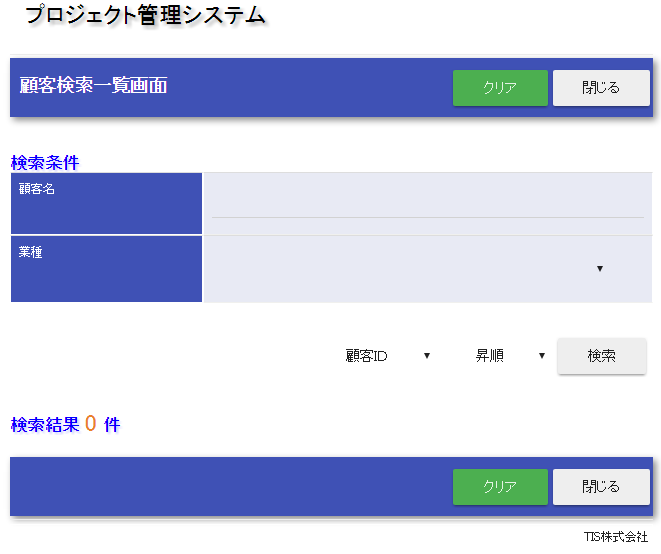 プロジェクト管理システム
顧客検索一覧画面
クリア
閉じる
検索条件
顧客名
業種
顧客ID
昇順
検索
検索結果 0 件
クリア
閉じる
TIS株式会社